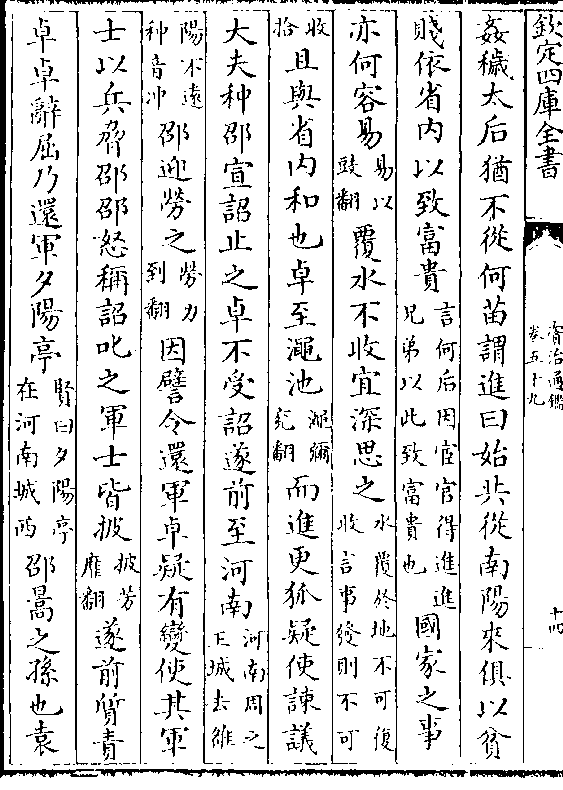 欽定四庫全書
資治通鑑
卷五十九
十四
姦穢太后猶不從何苗謂進曰始共從南陽來俱以貧
賤依省内以致富貴言何后因宦官得進進兄弟以此致富貴也國家之事
亦何容易易以豉翻覆水不收宜深思之水覆於地不可復收言事發則不可
收拾且與省内和也卓至澠池澠彌兖翻而進更狐疑使諫議
大夫种邵宣詔止之卓不受詔遂前至河南河南周之王城去雒
陽不遠种音冲邵迎勞之勞力到翻因譬令還軍卓疑有變使其軍
士以兵脅邵邵怒稱詔叱之軍士皆披披芳靡翻遂前質責
卓卓辭屈乃還軍夕陽亭賢曰夕陽亭在河南城西邵暠之孫也袁